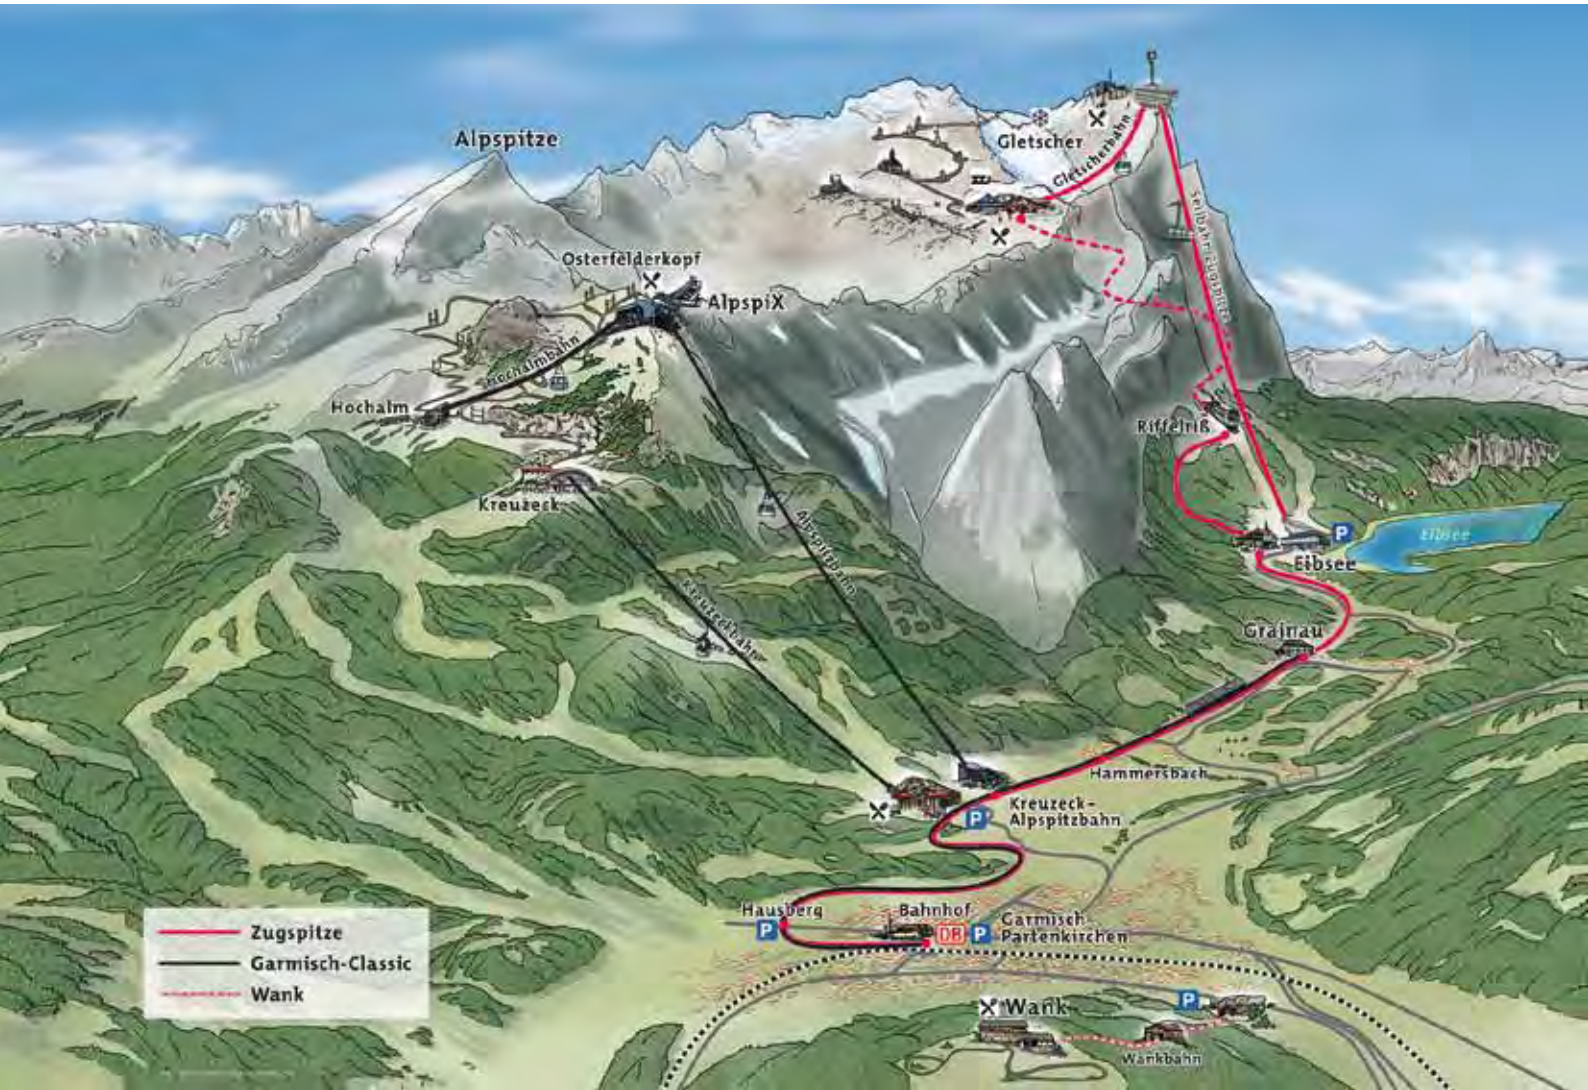 Alpspitze
Gletscher
Gletscherbahn
Seilbahn Zugspitze
Osterfelderkopf
AlpspiX
Hochalmbahn
Hochalm
Riffelriß
Kreuzeck
Alpspitzbahn
P
Eibsee
Eibsee
Kreuzeckbahn
Grainau
Hammersbach
Kreuzeck-
Alpspitzbahn
P
Hausberg
P
Bahnhof
DB
P
Garmisch-
Partenkirchen
Zugspitze
Garmisch-Classic
Wank
Wank
P
Wankbahn